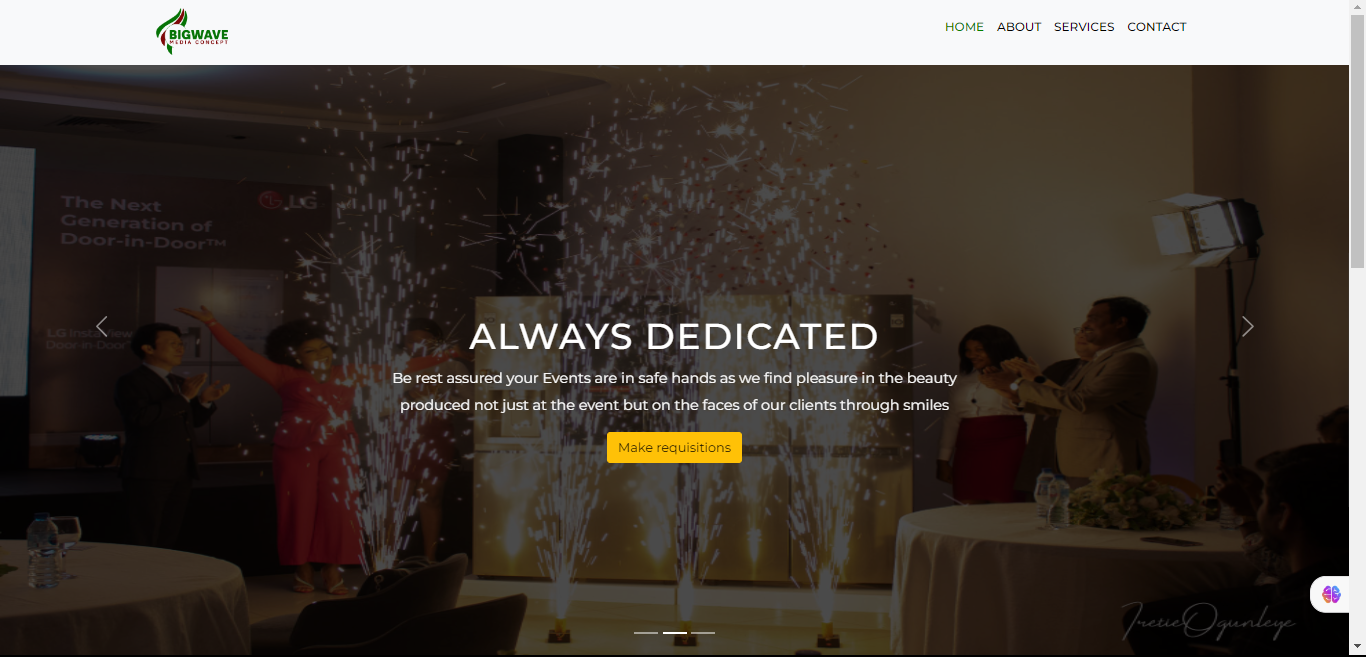 BIGWAVE
MEDIA CONCEPT
HOME ABOUT SERVICES CONTACT
The Next
Generation of
Door-in-Door™
LG
LG InstaView
Door-in-Door
ALWAYS DEDICATED
Be rest assured your Events are in safe hands as we find pleasure in the beauty
produced not just at the event but on the faces of our clients through smiles
Make requisitions
IretieOgunleye